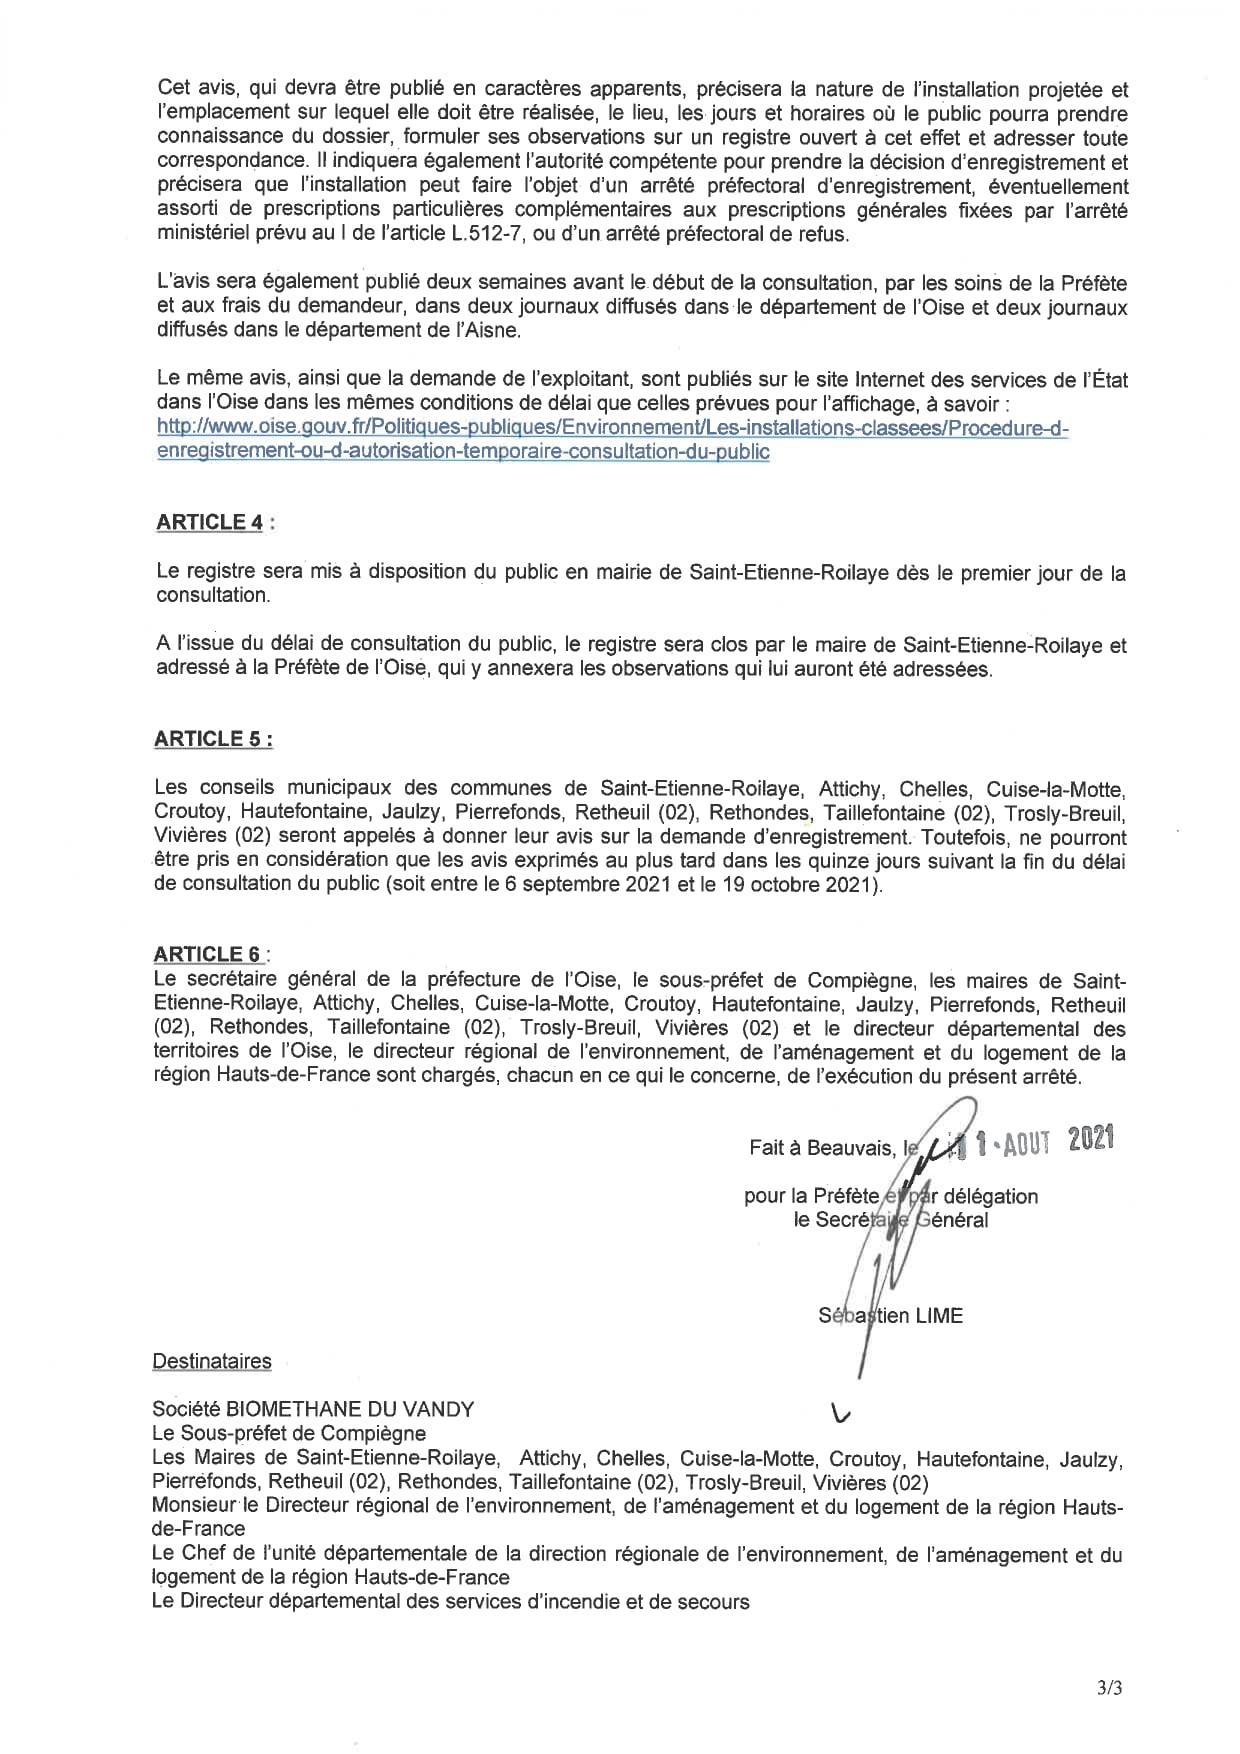 Cet avis, qui devra être publié en caractères apparents, précisera la nature de l'installation projetée et
l'emplacement sur lequel elle doit être réalisée, le lieu, les jours et horaires où le public pourra prendre
connaissance du dossier, formuler ses observations sur un registre ouvert à cet effet et adresser toute
correspondance. Il indiquera également l'autorité compétente pour prendre la décision d'enregistrement et
précisera que l'installation peut faire l'objet d'un arrêté préfectoral d'enregistrement, éventuellement
assorti de prescriptions particulières complémentaires aux prescriptions générales fixées par l'arrêté
ministériel prévu au I de l'article L.512-7, ou d'un arrêté préfectoral de refus.
L'avis sera également publié deux semaines avant le début de la consultation, par les soins de la Préfète
et aux frais du demandeur, dans deux journaux diffusés dans le département de l'Oise et deux journaux
diffusés dans le département de l'Aisne.
Le même avis, ainsi que la demande de l'exploitant, sont publiés sur le site Internet des services de l'État
dans l'Oise dans les mêmes conditions de délai que celles prévues pour l'affichage, à savoir :
http://www.oise.gouv.fr/Politiques-publiques/Environnement/Les-installations-classees/Procedure-d-
enregistrement-ou-d-autorisation-temporaire-consultation-du-public
ARTICLE 4 :
Le registre sera mis à disposition du public en mairie de Saint-Etienne-Roilaye dès le premier jour de la
consultation.
A l'issue du délai de consultation du public, le registre sera clos par le maire de Saint-Etienne-Roilaye et
adressé à la Préfète de l'Oise, qui y annexera les observations qui lui auront été adressées.
ARTICLE 5 :
Les conseils municipaux des communes de Saint-Etienne-Roilaye, Attichy, Chelles, Cuise-la-Motte,
Croutoy, Hautefontaine, Jaulzy, Pierrefonds, Retheuil (02), Rethondes, Taillefontaine (02), Trosly-Breuil,
Vivières (02) seront appelés à donner leur avis sur la demande d'enregistrement. Toutefois, ne pourront
être pris en considération que les avis exprimés au plus tard dans les quinze jours suivant la fin du délai
de consultation du public (soit entre le 6 septembre 2021 et le 19 octobre 2021).
ARTICLE 6 :
Le secrétaire général de la préfecture de l'Oise, le sous-préfet de Compiègne, les maires de Saint-
Etienne-Roilaye, Attichy, Chelles, Cuise-la-Motte, Croutoy, Hautefontaine, Jaulzy, Pierrefonds, Retheuil
(02), Rethondes, Taillefontaine (02), Trosly-Breuil, Vivières (02) et le directeur départemental des
territoires de l'Oise, le directeur régional de l'environnement, de l'aménagement et du logement de la
région Hauts-de-France sont chargés, chacun en ce qui le concerne, de l'exécution du présent arrêté.
Fait à Beauvais, le 11 AOUT 2021
pour la Préfète et par délégation
le Secrétaire Général
Sébastien LIME
Destinataires
Société BIOMETHANE DU VANDY
Le Sous-préfet de Compiègne
Les Maires de Saint-Etienne-Roilaye, Attichy, Chelles, Cuise-la-Motte, Croutoy, Hautefontaine, Jaulzy,
Pierrefonds, Retheuil (02), Rethondes, Taillefontaine (02), Trosly-Breuil, Vivières (02)
Monsieur le Directeur régional de l'environnement, de l'aménagement et du logement de la région Hauts-
de-France
Le Chef de l'unité départementale de la direction régionale de l'environnement, de l'aménagement et du
logement de la région Hauts-de-France
Le Directeur départemental des services d'incendie et de secours
3/3